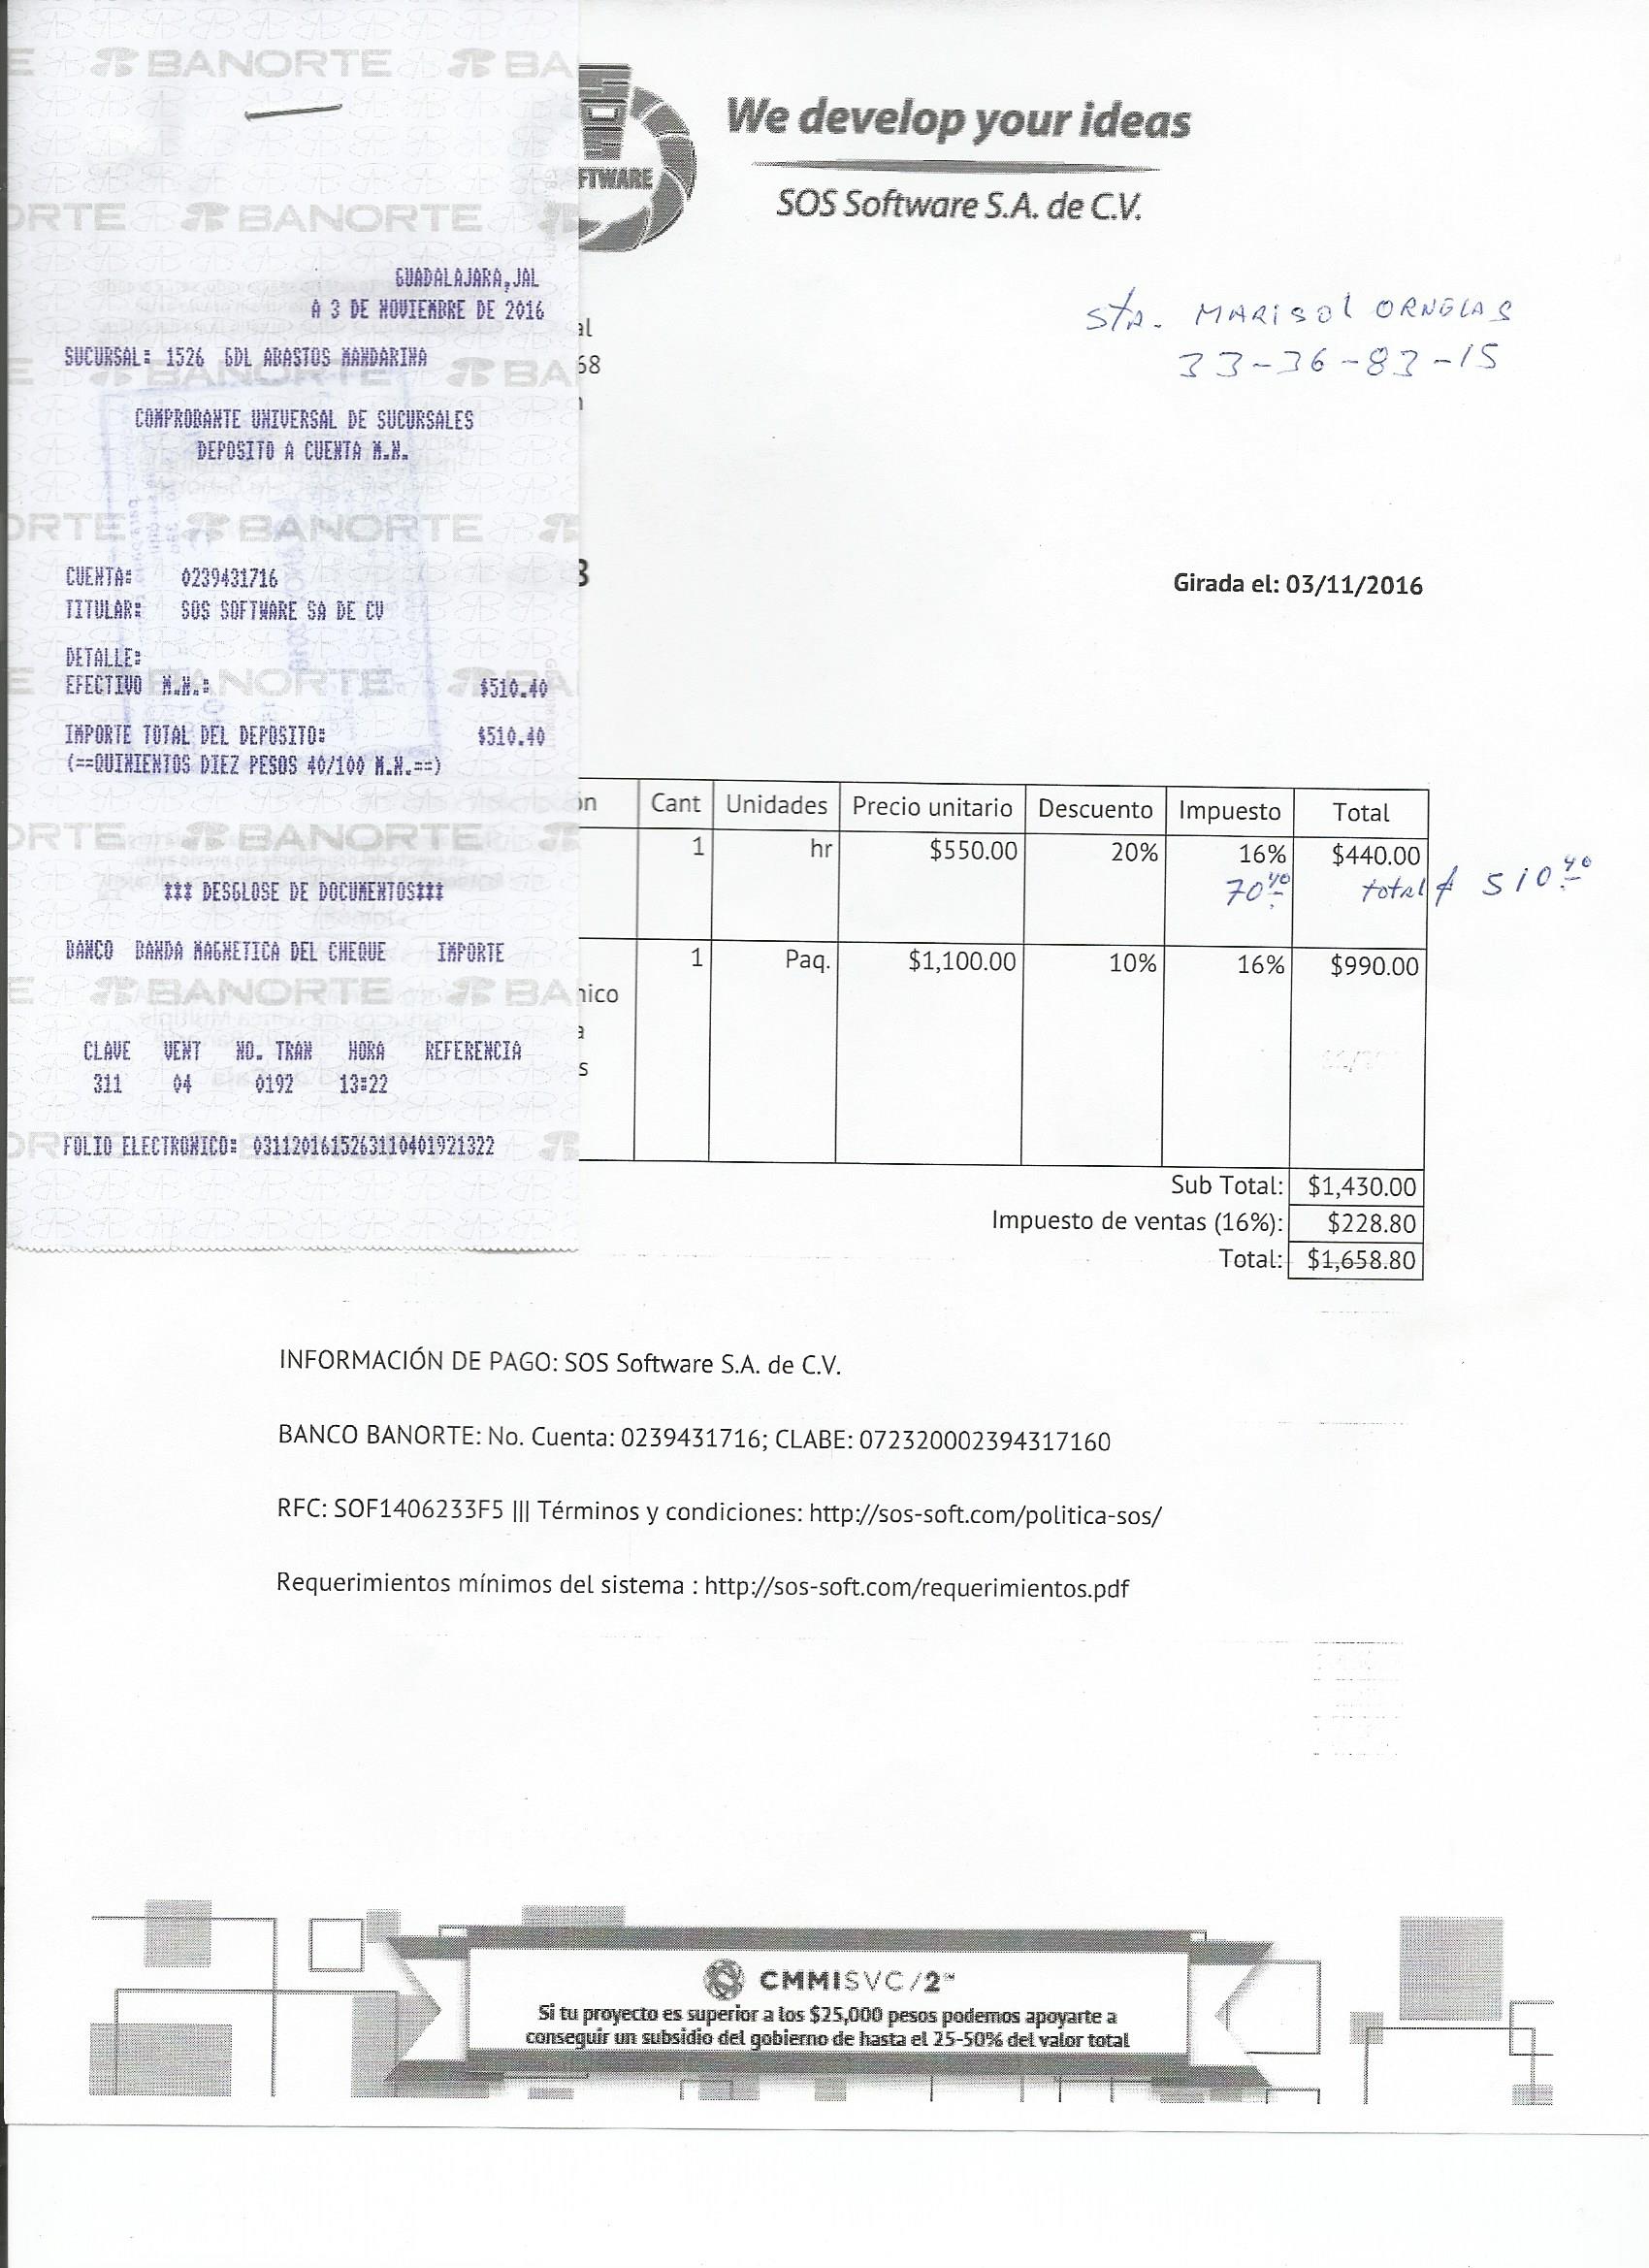 BANORTE
GUADALAJARA,JAL
A 3 DE NOVIEMBRE DE 2016
SUCURSAL: 1526 GDL ABASTOS MANDARINA
COMPROBANTE UNIVERSAL DE SUCURSALES
DEPOSITO A CUENTA M.N.
CUENTA: 0239431716
TITULAR: SOS SOFTWARE SA DE CV
DETALLE:
EFECTIVO M.N.: $510.40
IMPORTE TOTAL DEL DEPOSITO: $510.40
(==QUINIENTOS DIEZ PESOS 40/100 M.N.==)
*** DESGLOSE DE DOCUMENTOS***
BANCO BANDA MAGNETICA DEL CHEQUE IMPORTE
CLAVE VENT NO. TRAN HORA REFERENCIA
311 04 0192 13:22
FOLIO ELECTRONICO: 0311201615263110401921322
FTWARE
We develop your ideas
SOS Software S.A. de C.V.
al
68
Sta. MARISOL ORNELAS
33-36-83-15
Girada el: 03/11/2016
ón Cant Unidades Precio unitario Descuento Impuesto Total
1 hr $550.00 20% 16% $440.00
70.40 total $ 510.40
1 Paq. $1,100.00 10% 16% $990.00
nico
a
s
Sub Total: $1,430.00
Impuesto de ventas (16%): $228.80
Total: $1,658.80
INFORMACIÓN DE PAGO: SOS Software S.A. de C.V.
BANCO BANORTE: No. Cuenta: 0239431716; CLABE: 072320002394317160
RFC: SOF1406233F5 ||| Términos y condiciones: http://sos-soft.com/politica-sos/
Requerimientos mínimos del sistema : http://sos-soft.com/requerimientos.pdf
CMMISVC/2℠
Si tu proyecto es superior a los $25,000 pesos podemos apoyarte a
conseguir un subsidio del gobierno de hasta el 25-50% del valor total